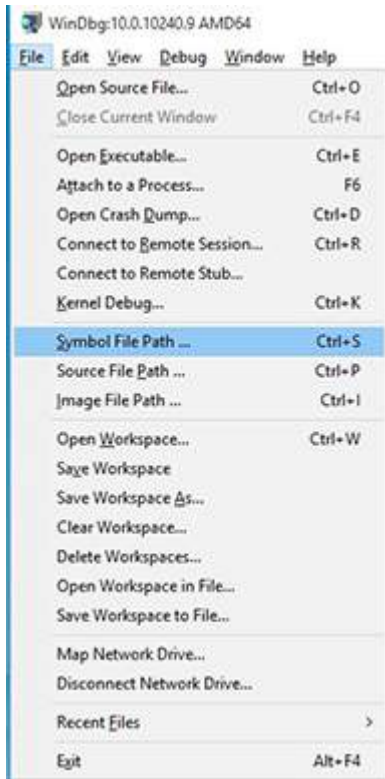 WinDbg:10.0.10240.9 AMD64
File Edit View Debug Window Help
Open Source File... Ctrl+O
Close Current Window Ctrl+F4
Open Executable... Ctrl+E
Attach to a Process... F6
Open Crash Dump... Ctrl+D
Connect to Remote Session... Ctrl+R
Connect to Remote Stub...
Kernel Debug... Ctrl+K
Symbol File Path ... Ctrl+S
Source File Path ... Ctrl+P
Image File Path ... Ctrl+I
Open Workspace... Ctrl+W
Save Workspace
Save Workspace As...
Clear Workspace...
Delete Workspaces...
Open Workspace in File...
Save Workspace to File...
Map Network Drive...
Disconnect Network Drive...
Recent Files
Exit Alt+F4